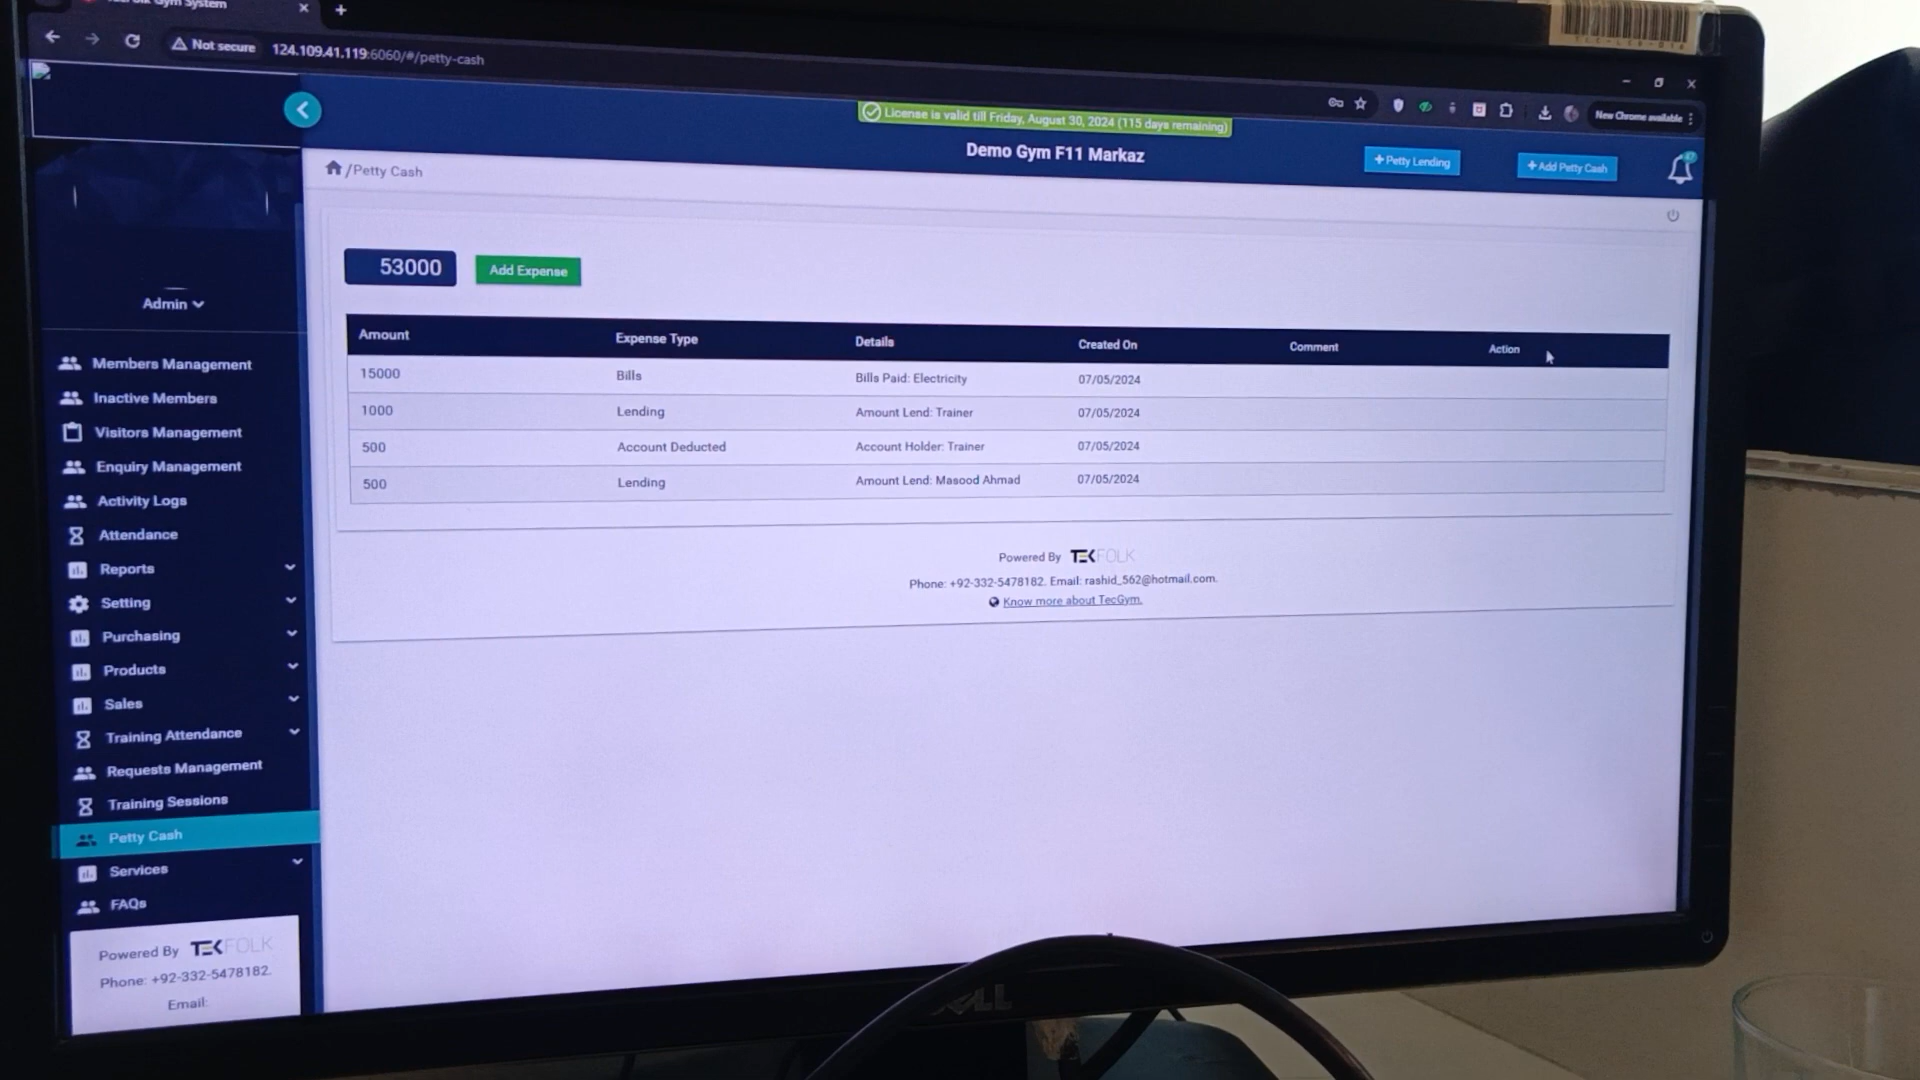 Gym System
Not secure 124.109.41.119:6060/#/petty-cash
New Chrome available
License is valid till Friday, August 30, 2024 (115 days remaining)
Demo Gym F11 Markaz
+ Petty Lending
+ Add Petty Cash
/Petty Cash
53000
Add Expense
Admin
Members Management
Inactive Members
Visitors Management
Enquiry Management
Activity Logs
Attendance
Reports
Setting
Purchasing
Products
Sales
Training Attendance
Requests Management
Training Sessions
Petty Cash
Services
FAQs
Powered By TEKFOLK
Phone: +92-332-5478182.
Email:
Amount Expense Type Details Created On Comment Action
15000 Bills Bills Paid: Electricity 07/05/2024
1000 Lending Amount Lend: Trainer 07/05/2024
500 Account Deducted Account Holder: Trainer 07/05/2024
500 Lending Amount Lend: Masood Ahmad 07/05/2024
Powered By TEKFOLK
Phone: +92-332-5478182. Email: rashid_562@hotmail.com.
Know more about TecGym.
DELL